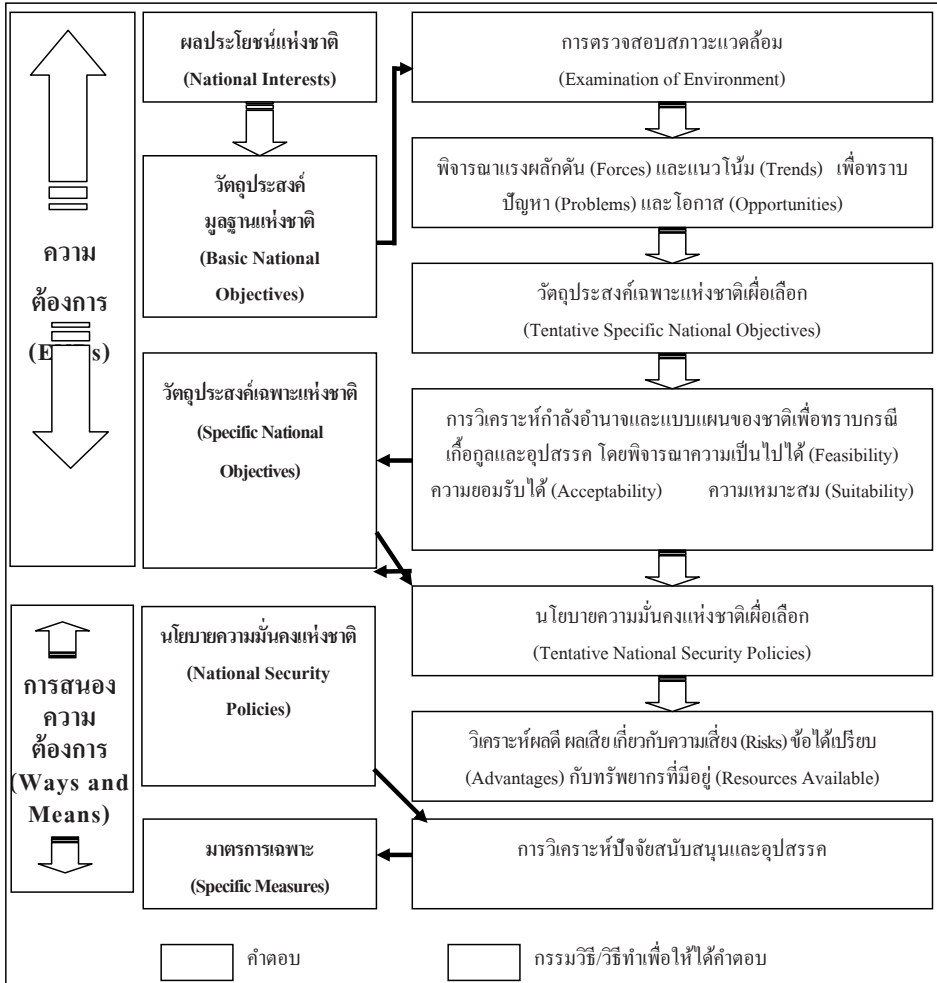 ผลประโยชน์แห่งชาติ
(National Interests)
การตรวจสอบสภาวะแวดล้อม
(Examination of Environment)
วัตถุประสงค์
มูลฐานแห่งชาติ
(Basic National
Objectives)
พิจารณาแรงผลักดัน (Forces) และแนวโน้ม (Trends) เพื่อทราบ
ปัญหา (Problems) และโอกาส (Opportunities)
ความ
ต้องการ
วัตถุประสงค์เฉพาะแห่งชาติเผื่อเลือก
(Tentative Specific National Objectives)
วัตถุประสงค์เฉพาะแห่งชาติ
(Specific National
Objectives)
การวิเคราะห์กำลังอำนาจและแบบแผนของชาติเพื่อทราบกรณี
เกื้อกูลและอุปสรรค โดยพิจารณาความเป็นไปได้ (Feasibility)
ความยอมรับได้ (Acceptability) ความเหมาะสม (Suitability)
การสนอง
ความ
ต้องการ
(Ways and
Means)
นโยบายความมั่นคงแห่งชาติ
(National Security
Policies)
นโยบายความมั่นคงแห่งชาติเผื่อเลือก
(Tentative National Security Policies)
วิเคราะห์ผลดี ผลเสีย เกี่ยวกับความเสี่ยง (Risks) ข้อได้เปรียบ
(Advantages) กับทรัพยากรที่มีอยู่ (Resources Available)
มาตรการเฉพาะ
(Specific Measures)
การวิเคราะห์ปัจจัยสนับสนุนและอุปสรรค
คำตอบ
กรรมวิธี/วิธีทำเพื่อให้ได้คำตอบ